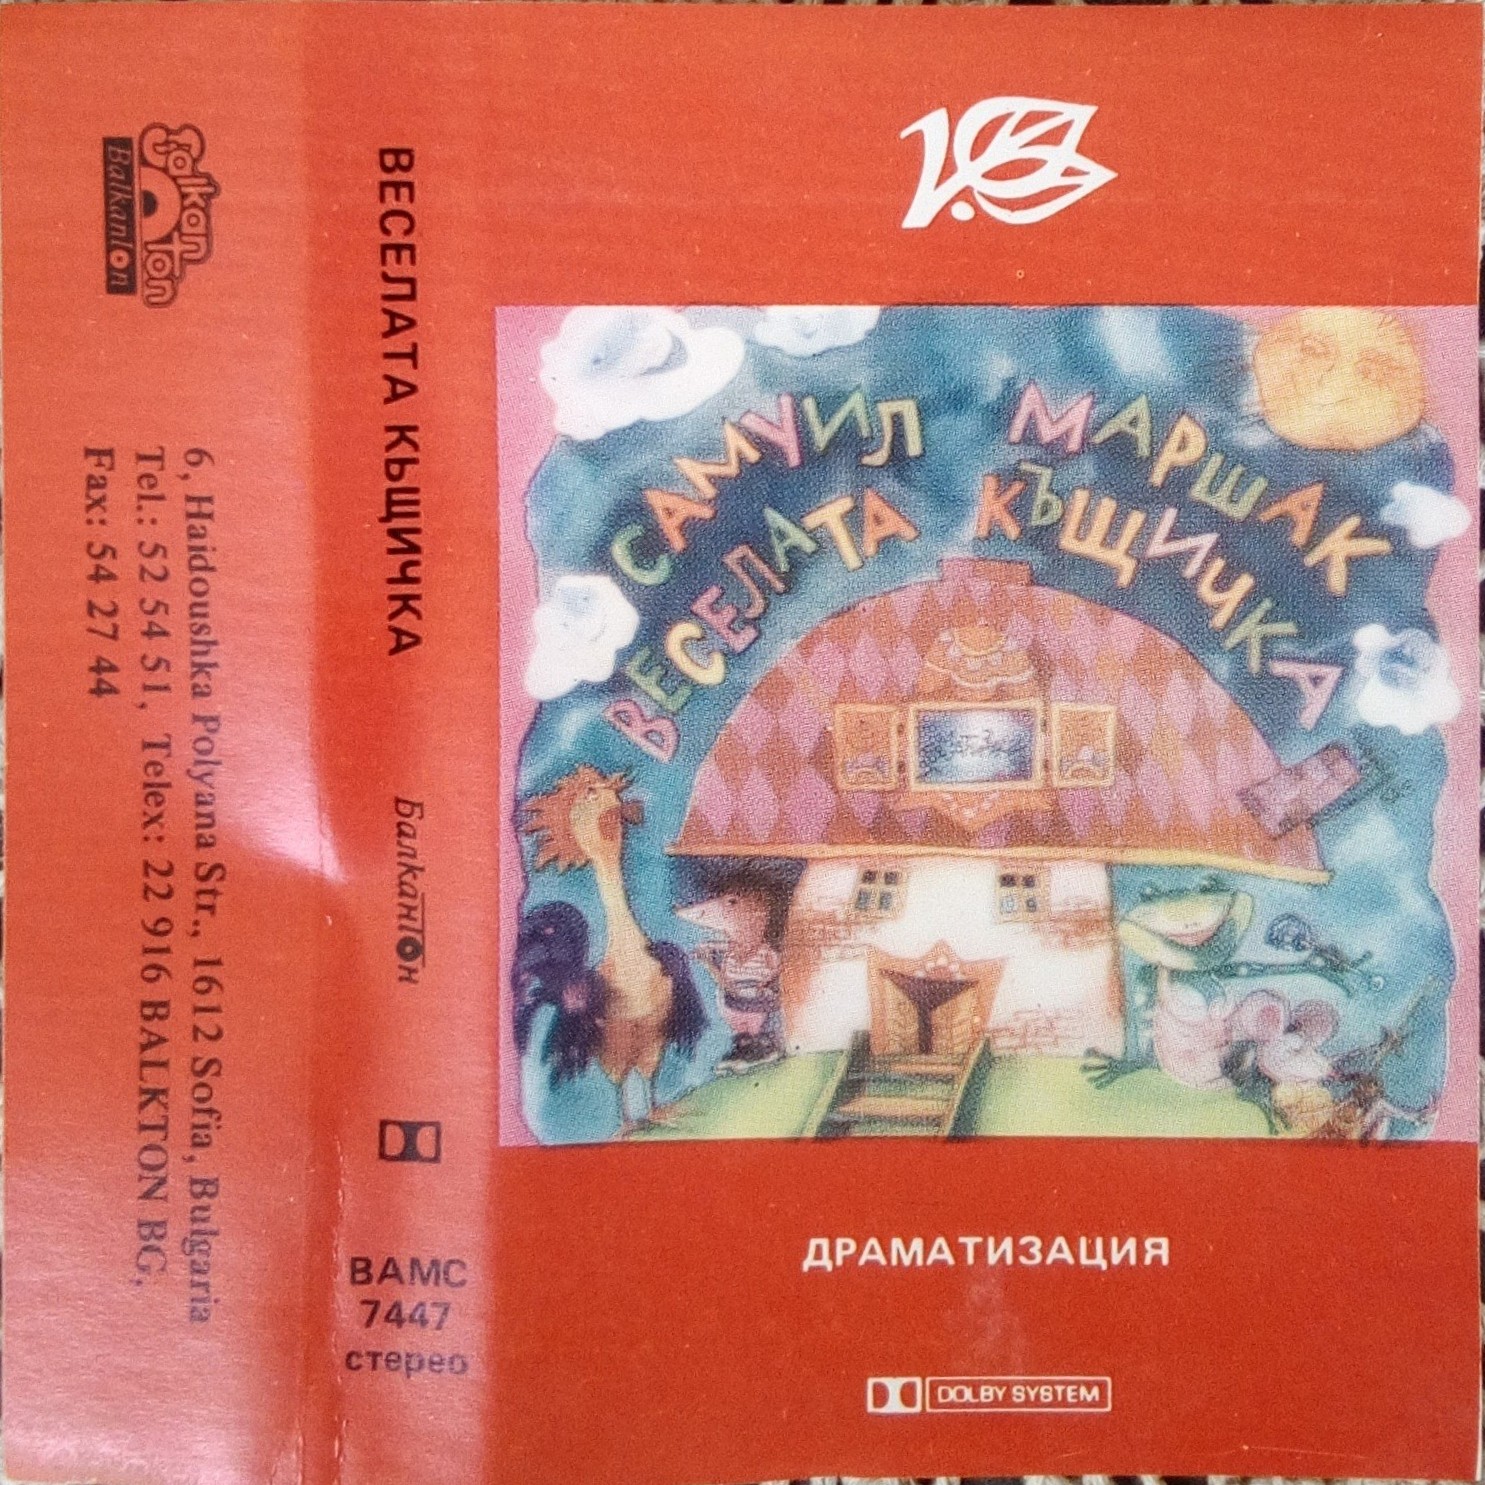 Balkanton
Balkanton
6, Haidoushka Polyana Str., 1612 Sofia, Bulgaria
Tel.: 52 54 51, Telex: 22 916 BALKTON BG,
Fax: 54 27 44
ВЕСЕЛАТА КЪЩИЧКА
Балкантон
ВАМС
7447
стерео
САМУИЛ МАРШАК
ВЕСЕЛАТА КЪЩИЧКА
ДРАМАТИЗАЦИЯ
DOLBY SYSTEM